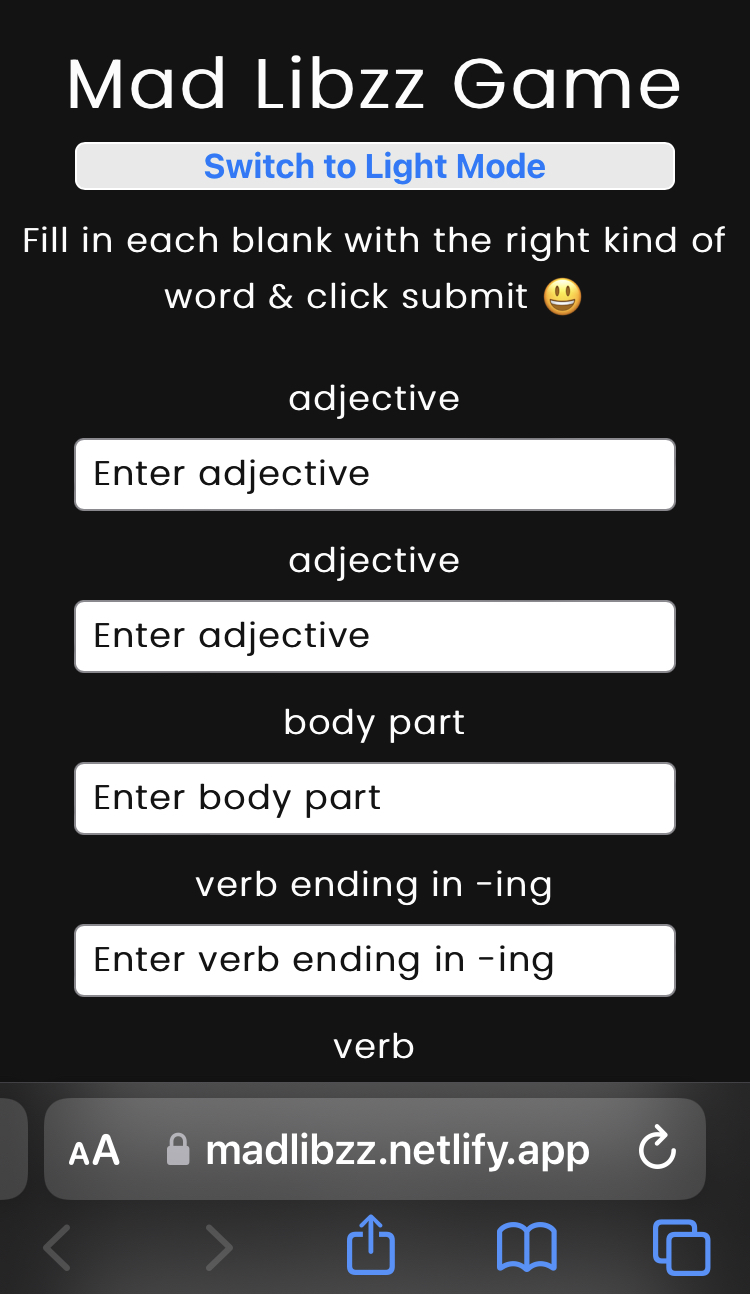 Mad Libzz Game
Switch to Light Mode
Fill in each blank with the right kind of
word & click submit 😃
adjective
Enter adjective
adjective
Enter adjective
body part
Enter body part
verb ending in -ing
Enter verb ending in -ing
verb
AA madlibzz.netlify.app